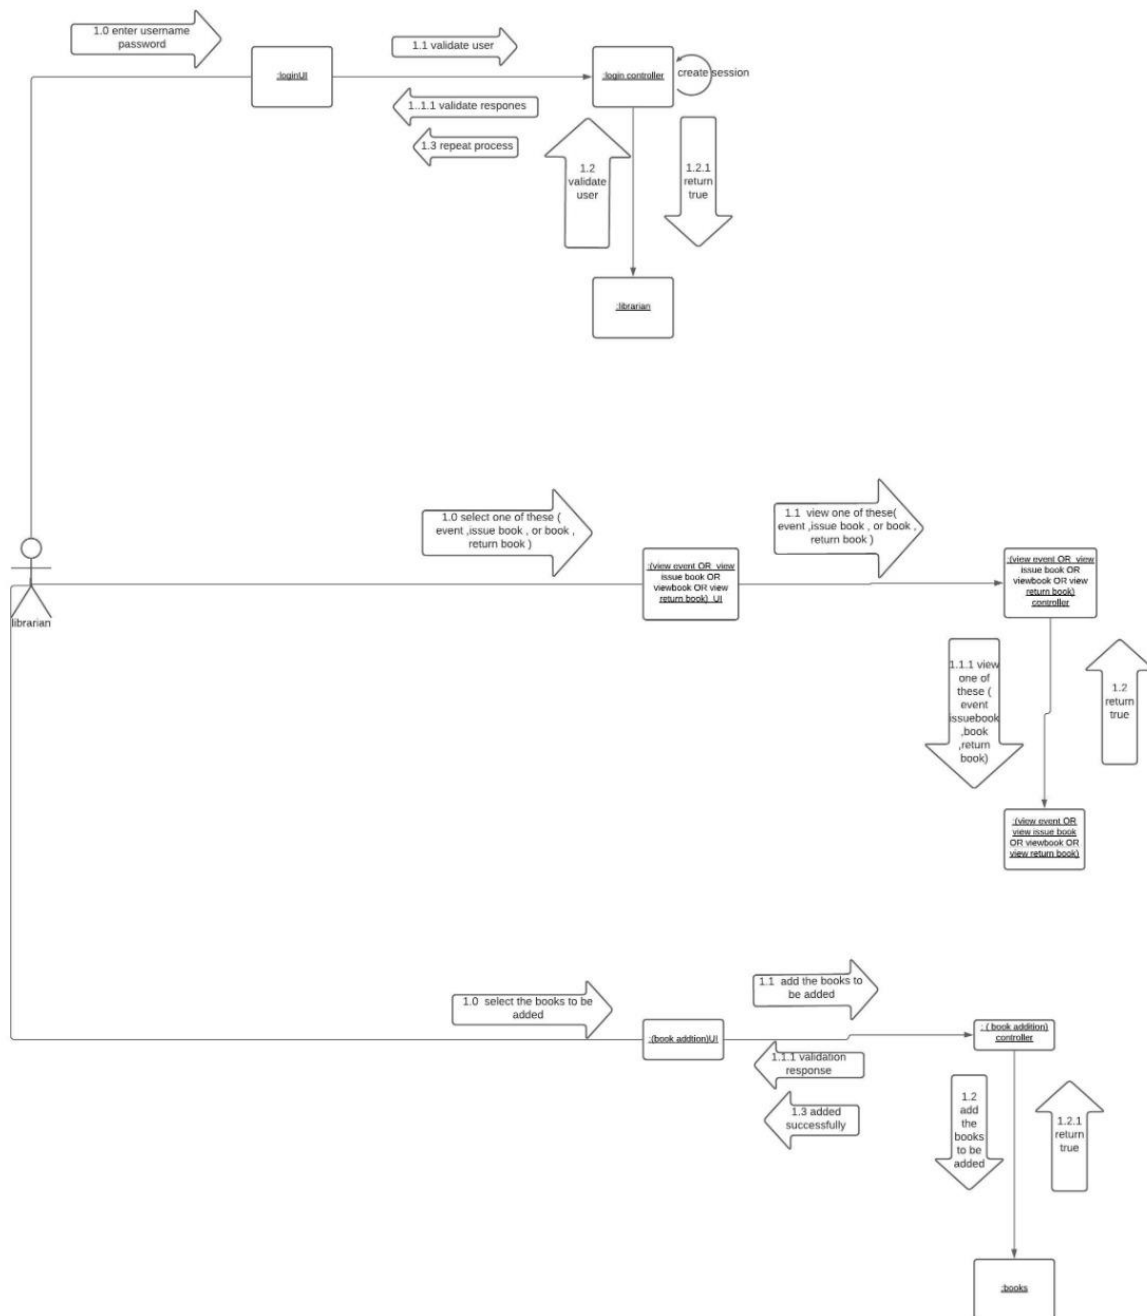 1.0 enter username
password
:loginUI
1.1 validate user
:login controller
create session
1..1.1 validate respones
1.3 repeat process
1.2
validate
user
1.2.1
return
true
:librarian
librarian
1.0 select one of these (
event ,issue book , or book ,
return book )
:(view event OR  view
issue book OR
viewbook OR view
return book)  UI
1.1  view one of these(
event ,issue book , or book ,
return book )
:(view event OR  view
issue book OR
viewbook OR view
return book)
controller
1.1.1 view
one of
these (
event
issuebook
,book
,return
book)
1.2
return
true
:(view event OR
view issue book
OR viewbook OR
view return book)
1.0  select the books to be
added
:(book addtion)UI
1.1  add the books to
be added
1.1.1 validation
response
1.3 added
successfully
: ( book addition)
controller
1.2
add
the
books
to be
added
1.2.1
return
true
:books